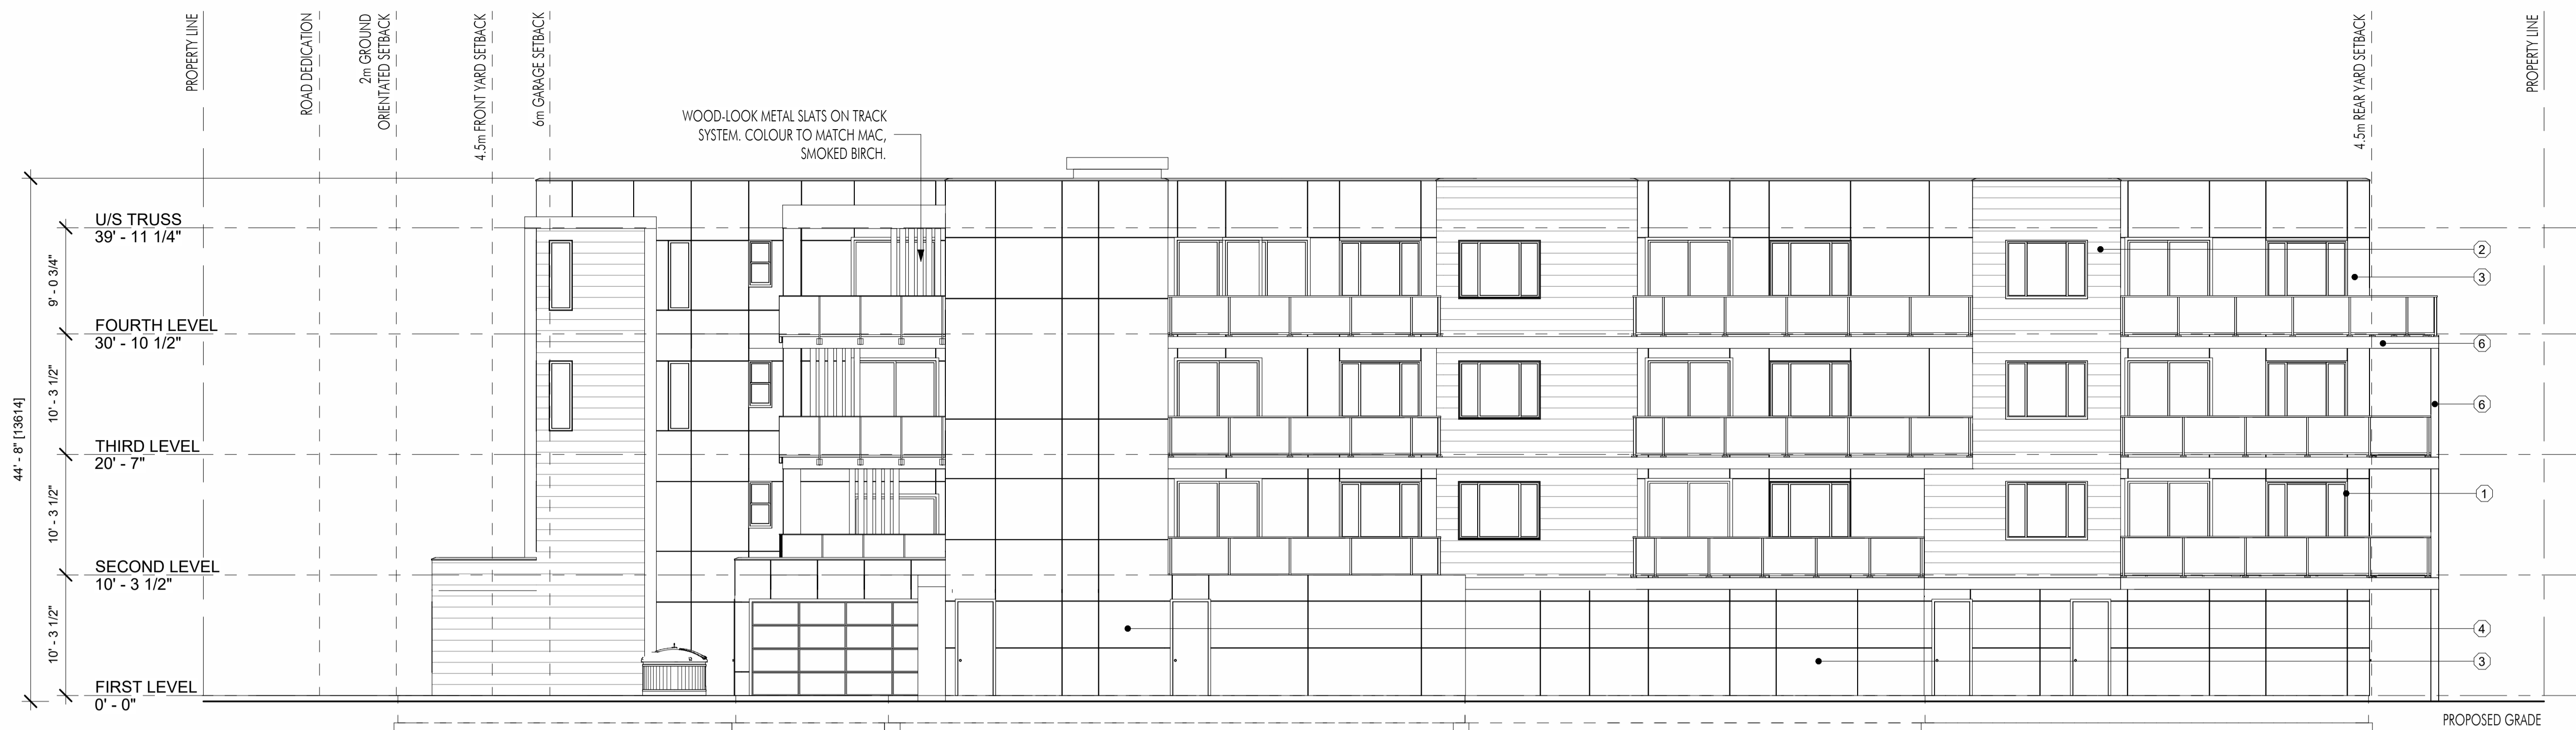 PROPERTY LINE
ROAD DEDICATION
2m GROUND
ORIENTATED SETBACK
4.5m FRONT YARD SETBACK
6m GARAGE SETBACK
4.5m REAR YARD SETBACK
PROPERTY LINE
WOOD-LOOK METAL SLATS ON TRACK
SYSTEM. COLOUR TO MATCH MAC,
SMOKED BIRCH.
U/S TRUSS
39' - 11 1/4"
9' - 0 3/4"
FOURTH LEVEL
30' - 10 1/2"
10' - 3 1/2"
THIRD LEVEL
20' - 7"
10' - 3 1/2"
SECOND LEVEL
10' - 3 1/2"
10' - 3 1/2"
FIRST LEVEL
0' - 0"
44' - 8" [13614]
2
3
6
6
1
4
3
PROPOSED GRADE